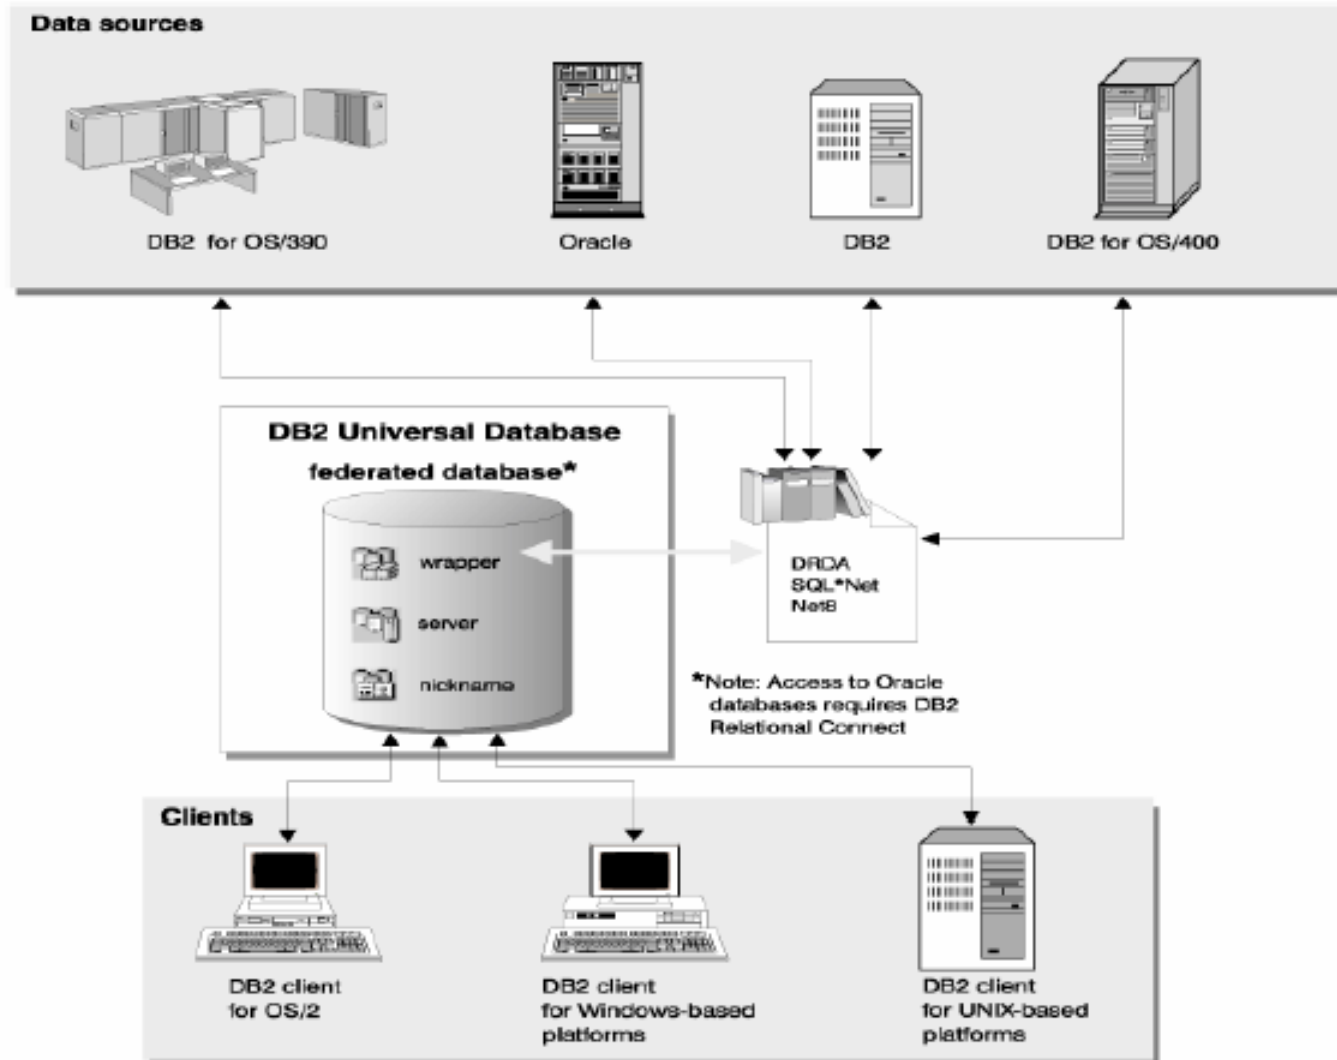 Data sources
DB2 for OS/390
Oracle
DB2
DB2 for OS/400
DB2 Universal Database
federated database*
wrapper
server
nickname
DRDA
SQL*Net
Net8
*Note: Access to Oracle
databases requires DB2
Relational Connect
Clients
DB2 client
for OS/2
DB2 client
for Windows-based
platforms
DB2 client
for UNIX-based
platforms